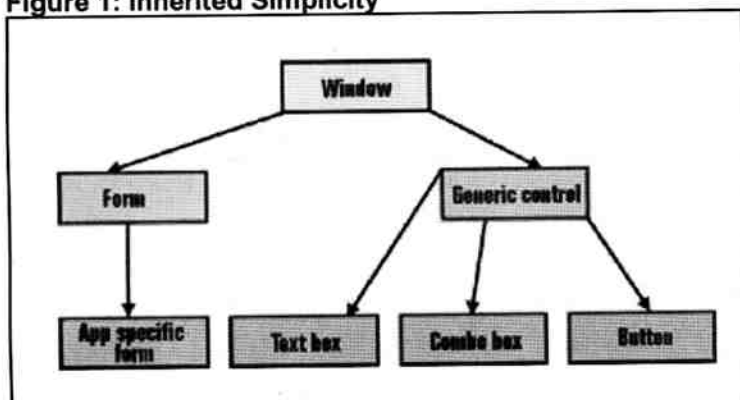 Figure 1: Inherited Simplicity
Window
Form
Generic control
App specific
form
Text box
Combo box
Button